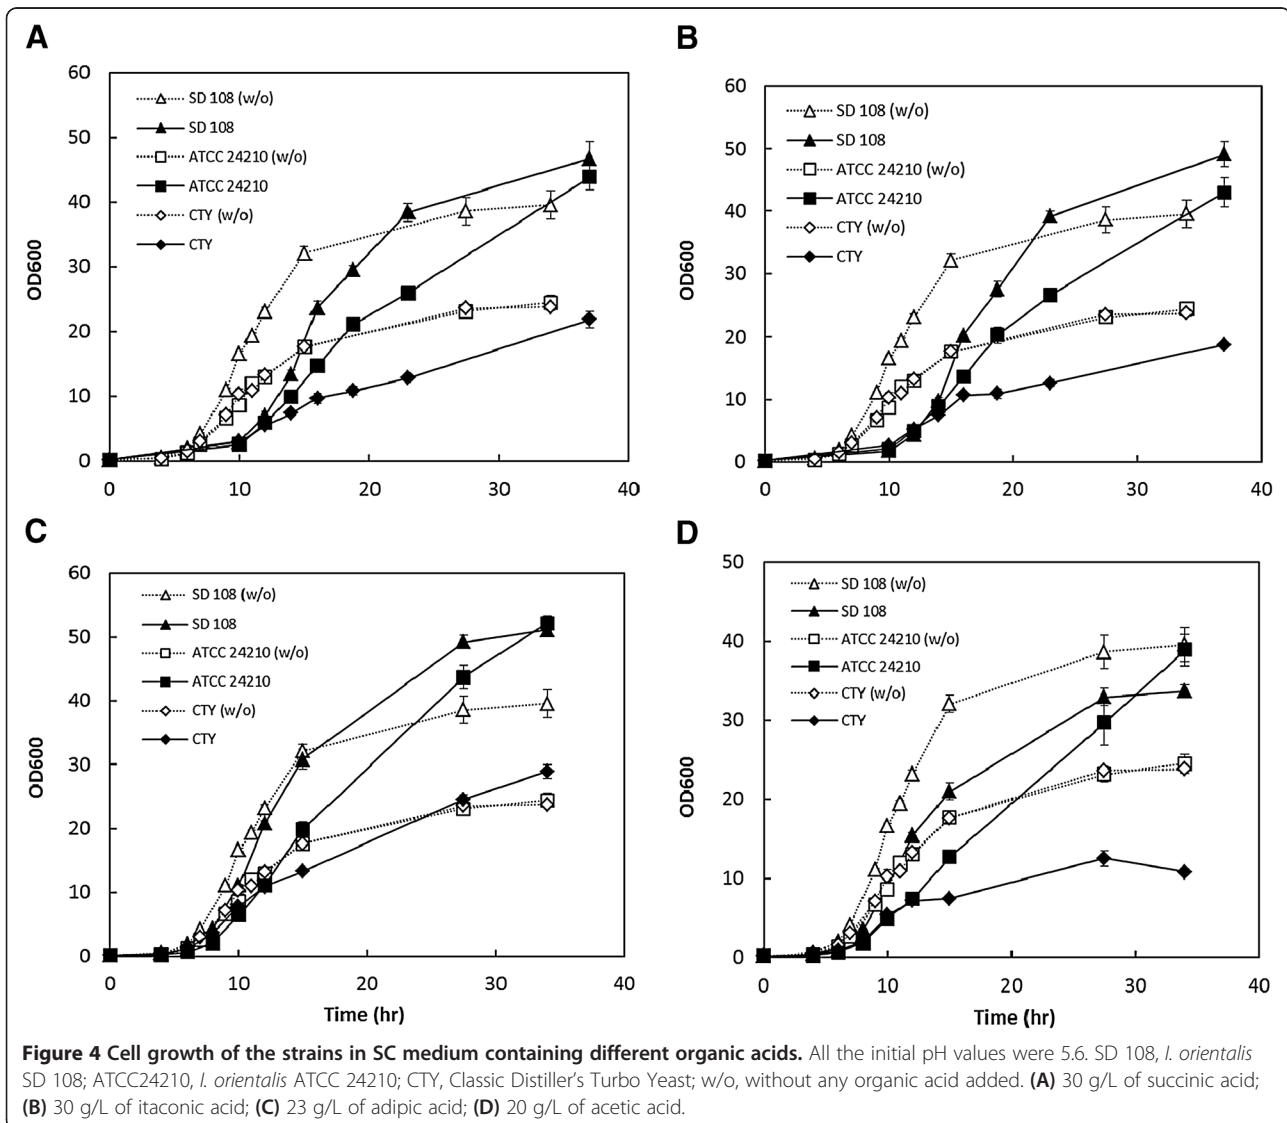 A
60
50
40
30
20
10
0
OD600
SD 108 (w/o)
SD 108
ATCC 24210 (w/o)
ATCC 24210
CTY (w/o)
CTY
0 10 20 30 40
B
60
50
40
30
20
10
0
OD600
SD 108 (w/o)
SD 108
ATCC 24210 (w/o)
ATCC 24210
CTY (w/o)
CTY
0 10 20 30 40
C
60
50
40
30
20
10
0
OD600
SD 108 (w/o)
SD 108
ATCC 24210 (w/o)
ATCC 24210
CTY (w/o)
CTY
0 10 20 30 40
Time (hr)
D
50
40
30
20
10
0
OD600
SD 108 (w/o)
SD 108
ATCC 24210 (w/o)
ATCC 24210
CTY (w/o)
CTY
0 10 20 30 40
Time (hr)
Figure 4 Cell growth of the strains in SC medium containing different organic acids. All the initial pH values were 5.6. SD 108, I. orientalis
SD 108; ATCC24210, I. orientalis ATCC 24210; CTY, Classic Distiller's Turbo Yeast; w/o, without any organic acid added. (A) 30 g/L of succinic acid;
(B) 30 g/L of itaconic acid; (C) 23 g/L of adipic acid; (D) 20 g/L of acetic acid.